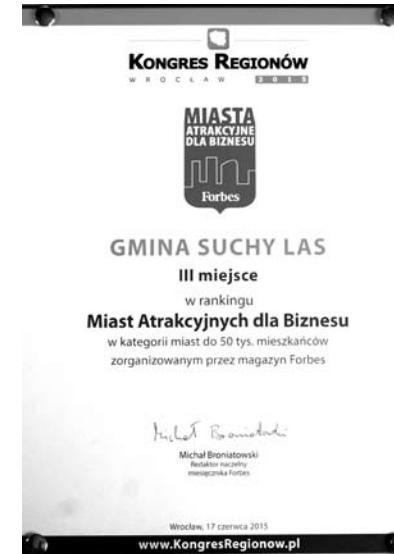 KONGRES REGIONÓW
WROCŁAW 2015
MIASTA
ATRAKCYJNE
DLA BIZNESU
Forbes
GMINA SUCHY LAS
III miejsce
w rankingu
Miast Atrakcyjnych dla Biznesu
w kategorii miast do 50 tys. mieszkańców
zorganizowanym przez magazyn Forbes
Michał Broniatowski
Michał Broniatowski
Redaktor naczelny
miesięcznika Forbes
Wrocław, 17 czerwca 2015
www.KongresRegionow.pl